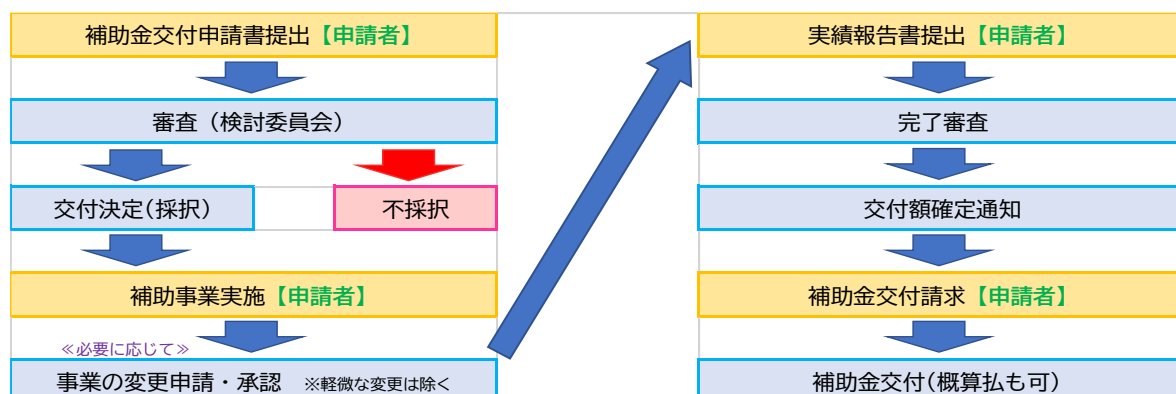 補助金交付申請書提出【申請者】
審査（検討委員会）
交付決定(採択）
不採択
補助事業実施【申請者】
≪必要に応じて≫
事業の変更申請・承認 ※軽微な変更は除く
実績報告書提出【申請者】
完了審査
交付額確定通知
補助金交付請求【申請者】
補助金交付(概算払も可）